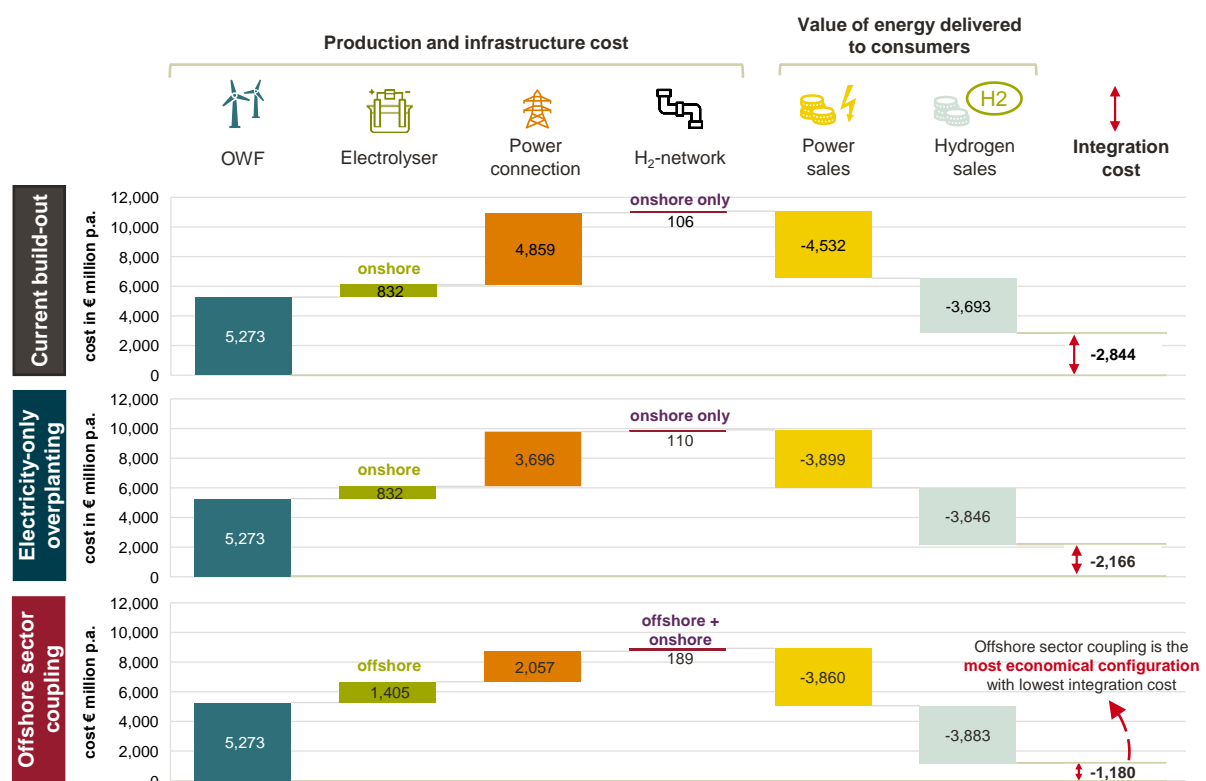 Production and infrastructure cost
Value of energy delivered
to consumers
OWF
Electrolyser
Power
connection
H₂-network
Power
sales
H2
Hydrogen
sales
Integration
cost
Current build-out
cost in € million p.a.
12,000
10,000
8,000
6,000
4,000
2,000
0
5,273
onshore
832
4,859
onshore only
106
-4,532
-3,693
-2,844
Electricity-only
overplanting
cost in € million p.a.
12,000
10,000
8,000
6,000
4,000
2,000
0
5,273
onshore
832
3,696
onshore only
110
-3,899
-3,846
-2,166
Offshore sector
coupling
cost € million p.a.
12,000
10,000
8,000
6,000
4,000
2,000
0
5,273
offshore
1,405
2,057
offshore +
onshore
189
-3,860
-3,883
Offshore sector coupling is the
most economical configuration
with lowest integration cost
-1,180